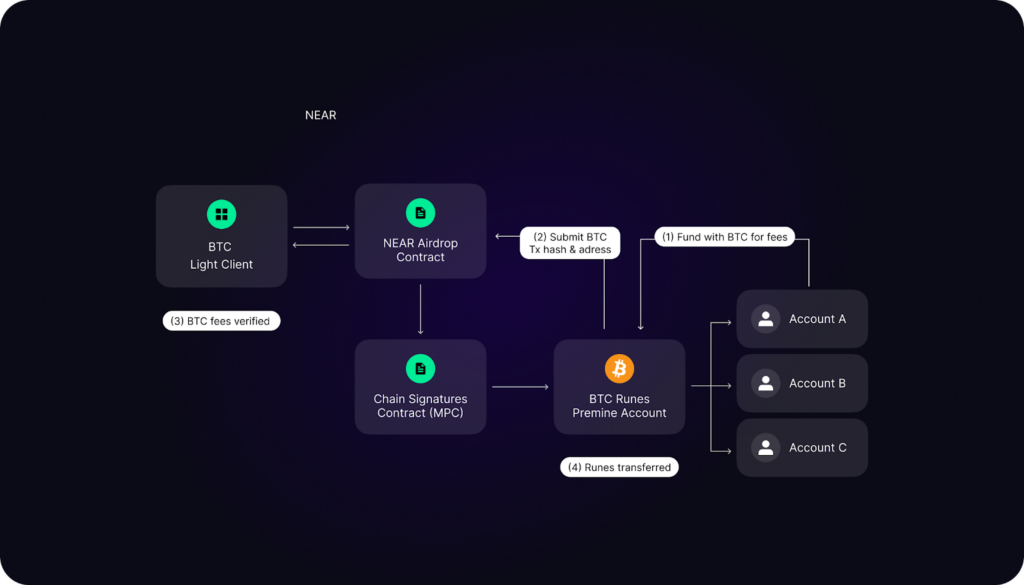 NEAR
BTC
Light Client
(3) BTC fees verified
NEAR Airdrop
Contract
Chain Signatures
Contract (MPC)
(2) Submit BTC
Tx hash & adress
(1) Fund with BTC for fees
BTC Runes
Premine Account
(4) Runes transferred
Account A
Account B
Account C